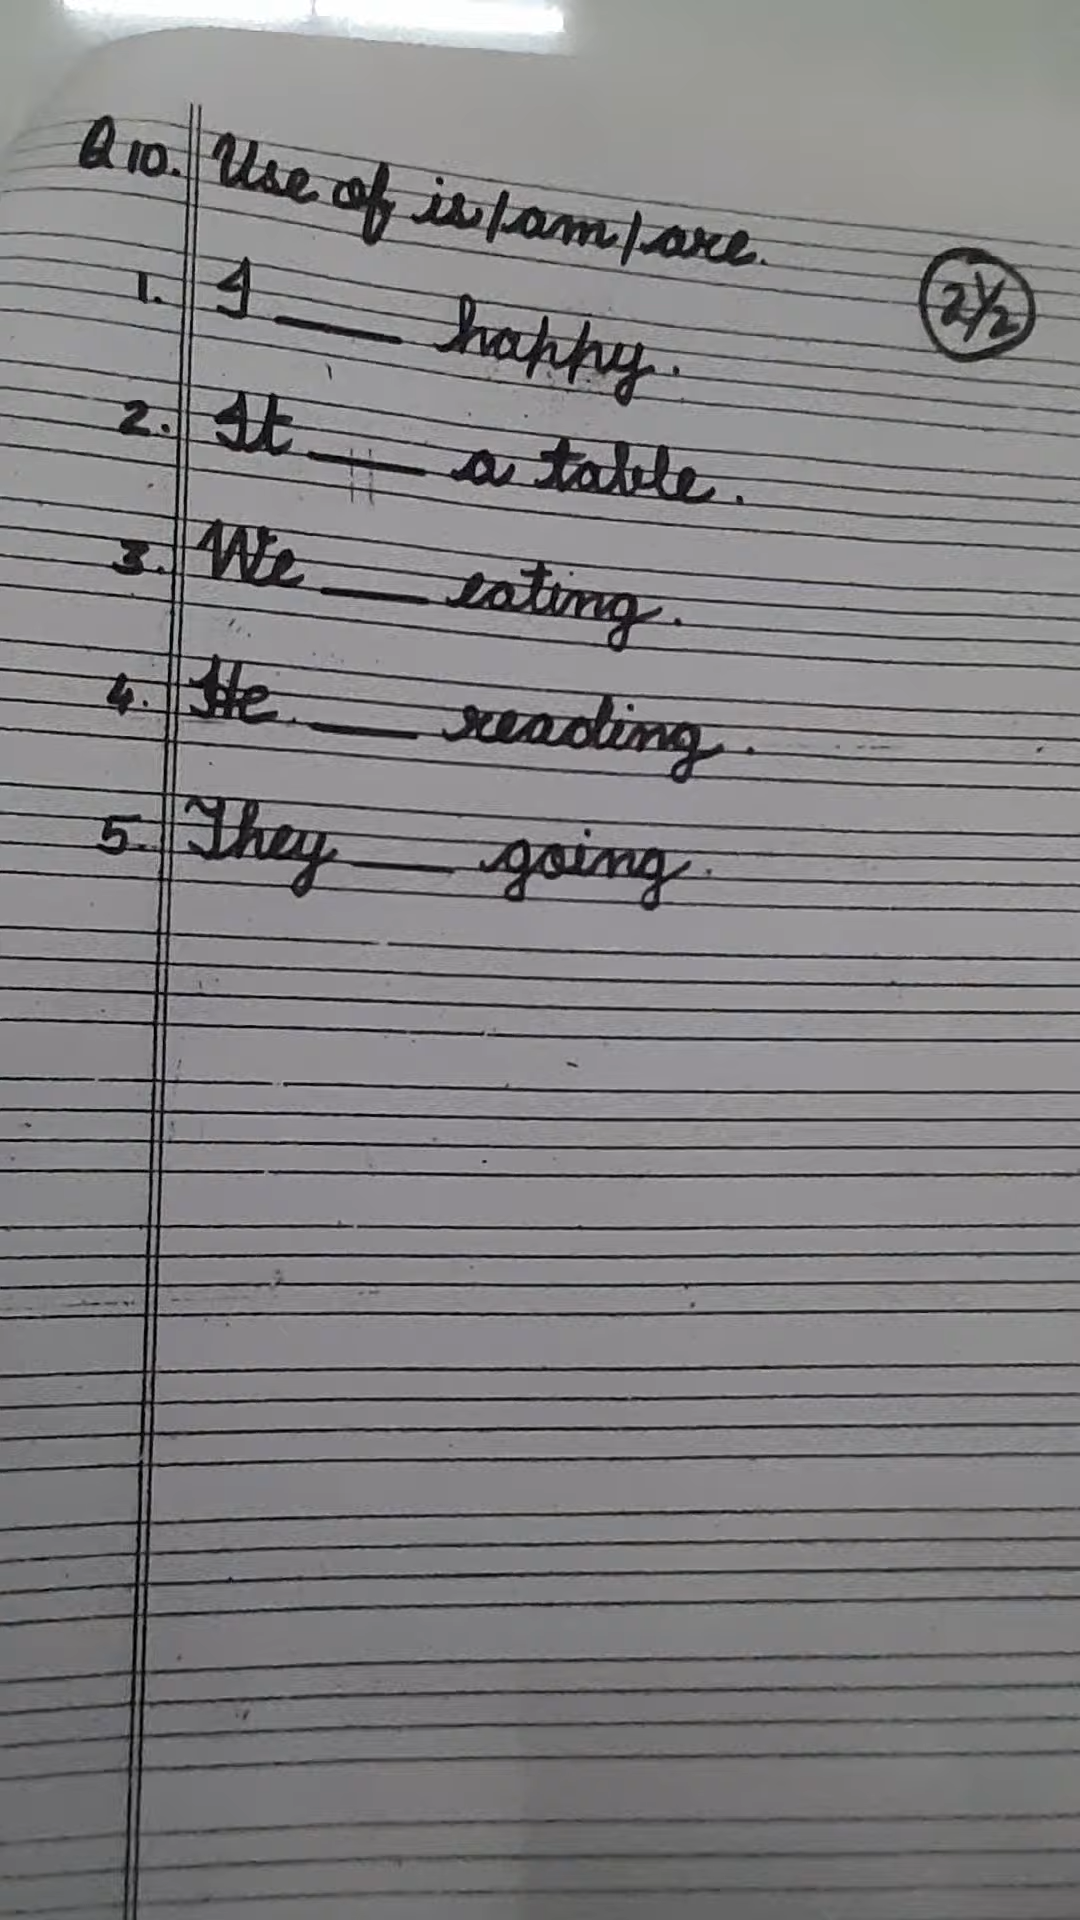 Q10. Use of is/am/are.
2½
1. I ___ happy.
2. It ___ a table.
3. We ___ eating.
4. He ___ reading.
5. They ___ going.